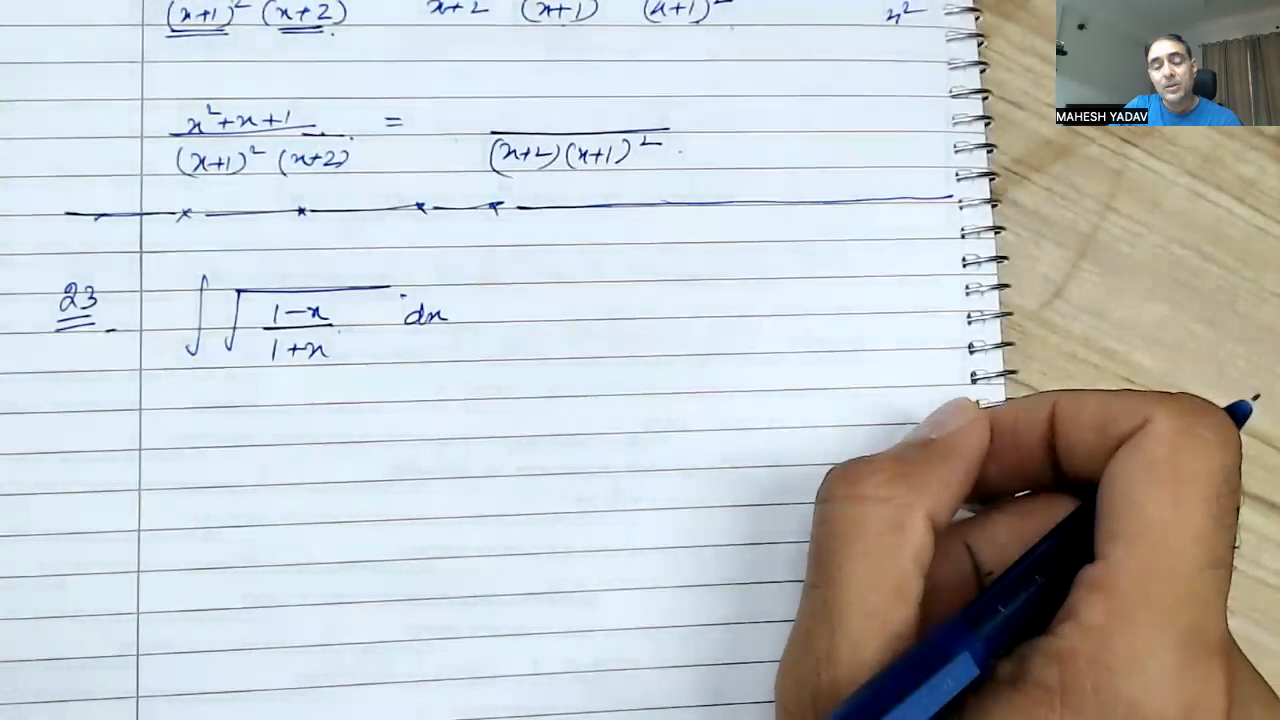 (x+1)² (x+2) x+2 (x+1) (x+1)² x²
x²+x+1 =
(x+1)² (x+2) (x+2)(x+1)²
MAHESH YADAV
23 ∫√ 1-x dx
1+x